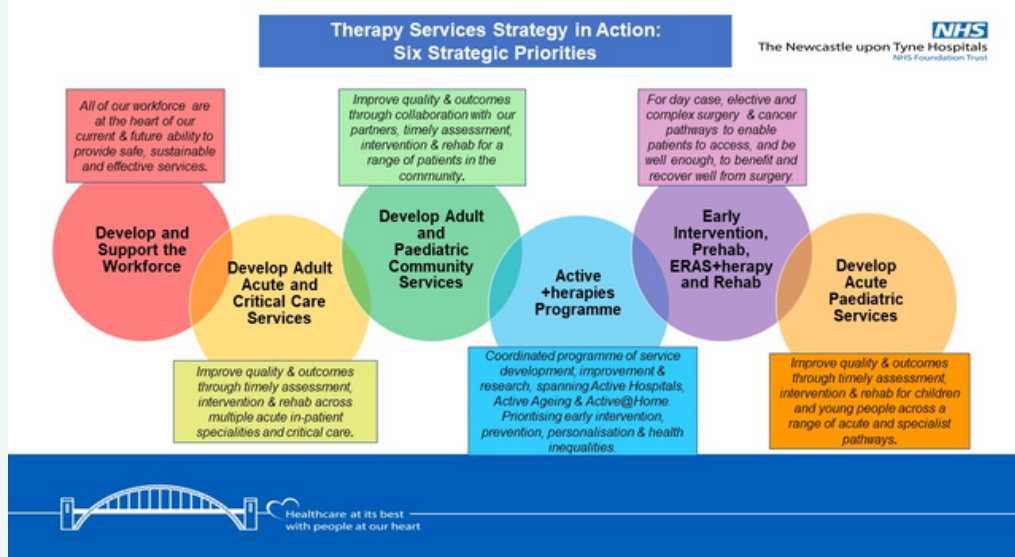 Therapy Services Strategy in Action:
Six Strategic Priorities
NHS
The Newcastle upon Tyne Hospitals
NHS Foundation Trust
All of our workforce are
at the heart of our
current & future ability to
provide safe, sustainable
and effective services.
Develop and
Support the
Workforce
Develop Adult
Acute and
Critical Care
Services
Improve quality & outcomes
through timely assessment,
intervention & rehab across
multiple acute in-patient
specialities and critical care.
Improve quality & outcomes
through collaboration with our
partners, timely assessment,
intervention & rehab for a
range of patients in the
community.
Develop Adult
and
Paediatric
Community
Services
Active
+herapies
Programme
Coordinated programme of service
development, improvement &
research, spanning Active Hospitals,
Active Ageing & Active@Home.
Prioritising early intervention,
prevention, personalisation & health
inequalities.
For day case, elective and
complex surgery & cancer
pathways to enable
patients to access, and be
well enough, to benefit and
recover well from surgery.
Early
Intervention,
Prehab,
ERAS+herapy
and Rehab
Develop
Acute
Paediatric
Services
Improve quality & outcomes
through timely assessment,
intervention & rehab for children
and young people across a
range of acute and specialist
pathways.
Healthcare at its best
with people at our heart